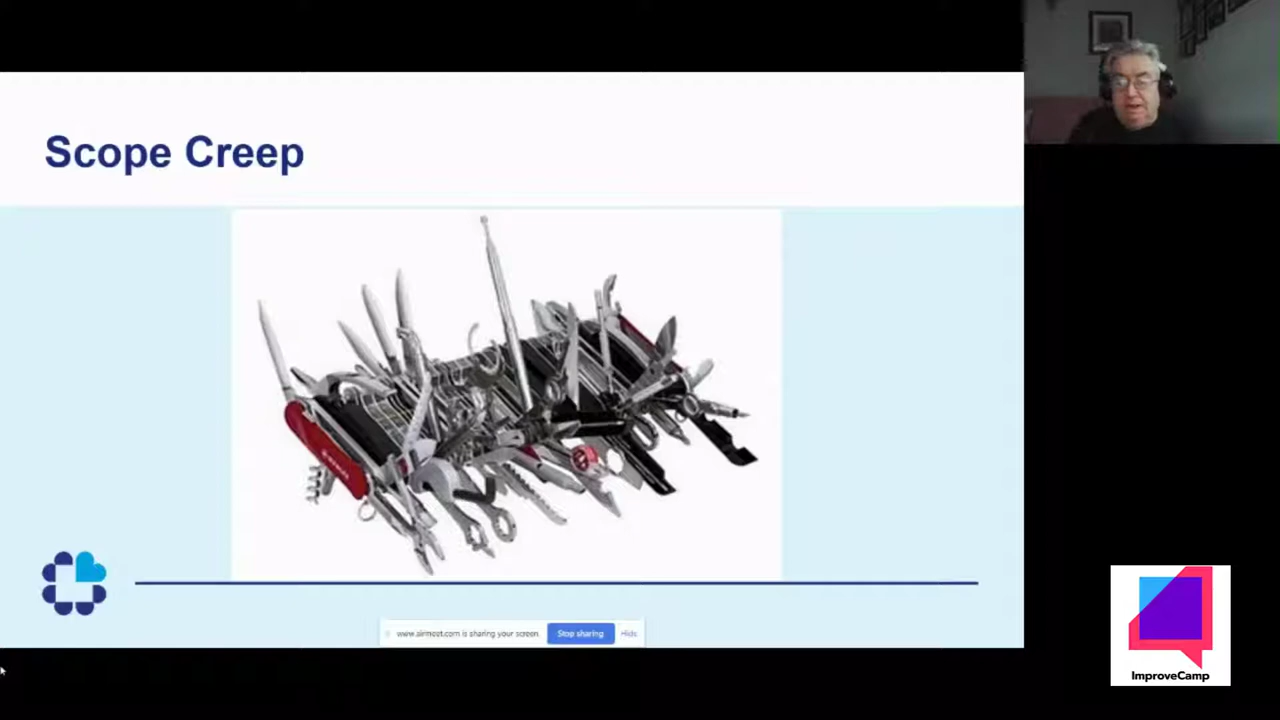 Scope Creep
www.airmeet.com is sharing your screen.
Stop sharing
Hide
ImproveCamp